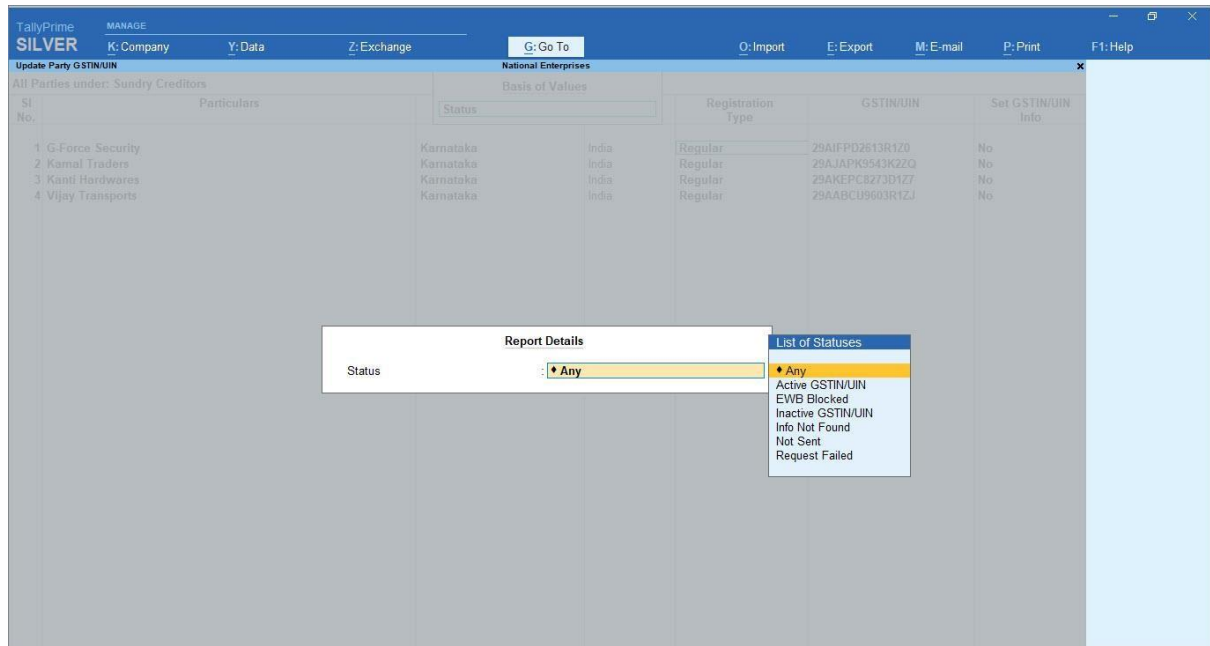 TallyPrime MANAGE
SILVER K: Company Y: Data Z: Exchange G: Go To O: Import E: Export M: E-mail P: Print F1: Help
Update Party GSTIN/UIN National Enterprises
All Parties under: Sundry Creditors Basis of Values
Sl No. Particulars Status Registration Type GSTIN/UIN Set GSTIN/UIN Info
1 G-Force Security Karnataka India Regular 29AIFPD2613R1Z0 No
2 Kamal Traders Karnataka India Regular 29AJAPK9543K2ZQ No
3 Kanti Hardwares Karnataka India Regular 29AKEPC8273D1Z7 No
4 Vijay Transports Karnataka India Regular 29AABCU9603R1ZJ No
Report Details
List of Statuses
Status : ♦ Any
♦ Any
Active GSTIN/UIN
EWB Blocked
Inactive GSTIN/UIN
Info Not Found
Not Sent
Request Failed